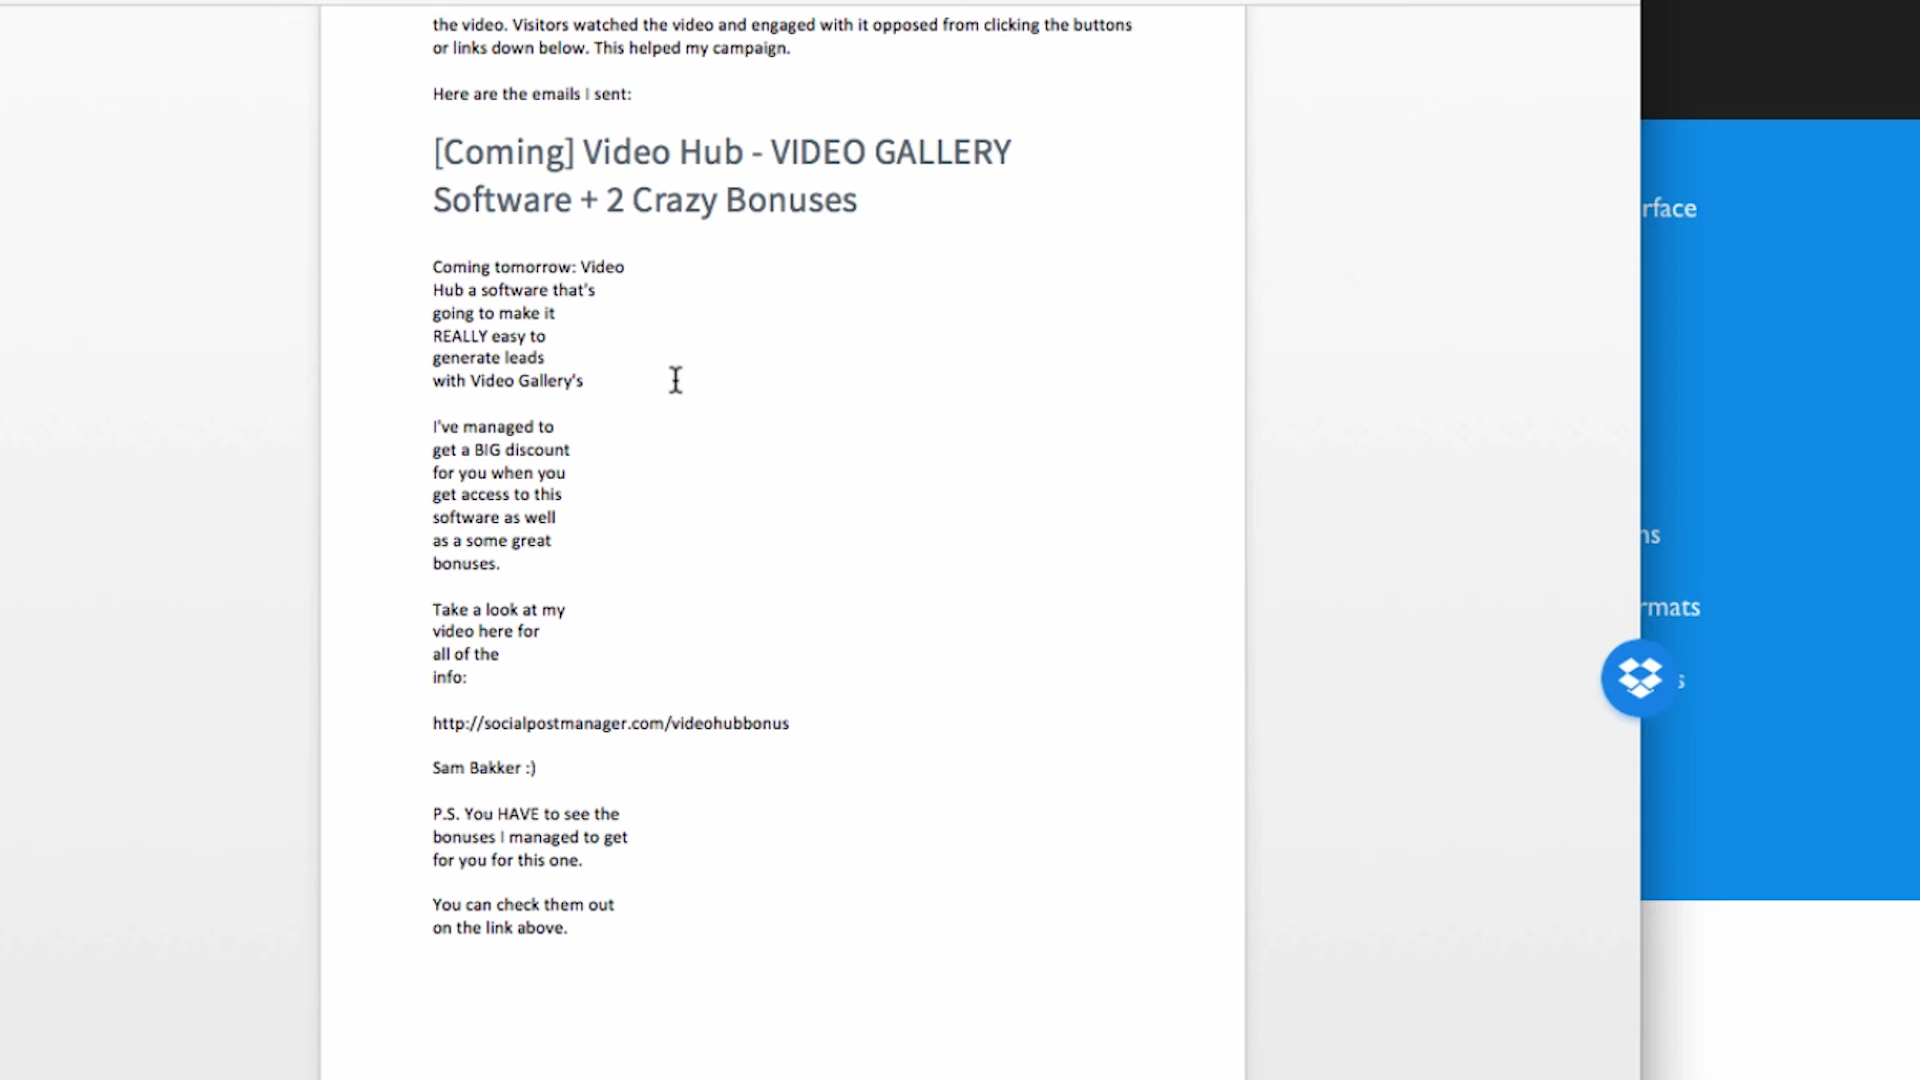 the video. Visitors watched the video and engaged with it opposed from clicking the buttons
or links down below. This helped my campaign.
Here are the emails I sent:
[Coming] Video Hub - VIDEO GALLERY
Software + 2 Crazy Bonuses
Coming tomorrow: Video
Hub a software that's
going to make it
REALLY easy to
generate leads
with Video Gallery's
I've managed to
get a BIG discount
for you when you
get access to this
software as well
as a some great
bonuses.
Take a look at my
video here for
all of the
info:
http://socialpostmanager.com/videohubbonus
Sam Bakker :)
P.S. You HAVE to see the
bonuses I managed to get
for you for this one.
You can check them out
on the link above.
rface
ns
rmats
s